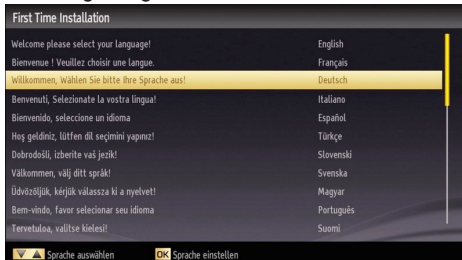 First Time Installation
Welcome please select your language! English
Bienvenue ! Veuillez choisir une langue. Français
Willkommen, Wählen Sie bitte Ihre Sprache aus! Deutsch
Benvenuti, Selezionate la vostra lingua! Italiano
Bienvenido, seleccione un idioma Español
Hoş geldiniz, lütfen dil seçimini yapınız! Türkçe
Dobrodošli, izberite vaš jezik! Slovenski
Välkommen, välj ditt språk! Svenska
Üdvözöljük, kérjük válassza ki a nyelvet! Magyar
Bem-vindo, favor selecionar seu idioma Português
Tervetuloa, valitse kielesi! Suomi
Sprache auswählen OK Sprache einstellen